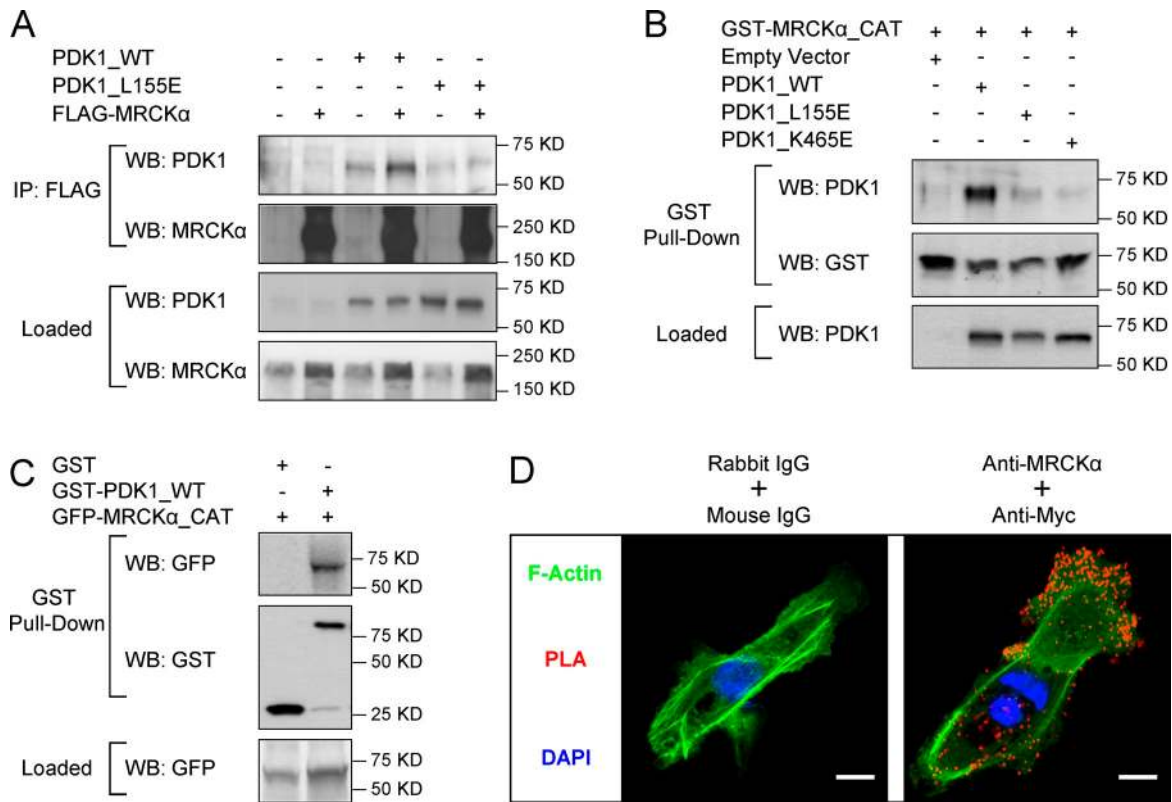 A
PDK1_WT - - + + - -
PDK1_L155E - - - - + +
FLAG-MRCKα - + - + - +
IP: FLAG
WB: PDK1
75 KD
50 KD
WB: MRCKα
250 KD
150 KD
Loaded
WB: PDK1
75 KD
50 KD
WB: MRCKα
250 KD
150 KD
B
GST-MRCKα_CAT + + + +
Empty Vector + - - -
PDK1_WT - + - -
PDK1_L155E - - + -
PDK1_K465E - - - +
GST
Pull-Down
WB: PDK1
75 KD
50 KD
WB: GST
75 KD
50 KD
Loaded
WB: PDK1
75 KD
50 KD
C
GST + -
GST-PDK1_WT - +
GFP-MRCKα_CAT + +
GST
Pull-Down
WB: GFP
75 KD
50 KD
WB: GST
75 KD
50 KD
25 KD
Loaded
WB: GFP
75 KD
50 KD
D
Rabbit IgG
+
Mouse IgG
Anti-MRCKα
+
Anti-Myc
F-Actin
PLA
DAPI